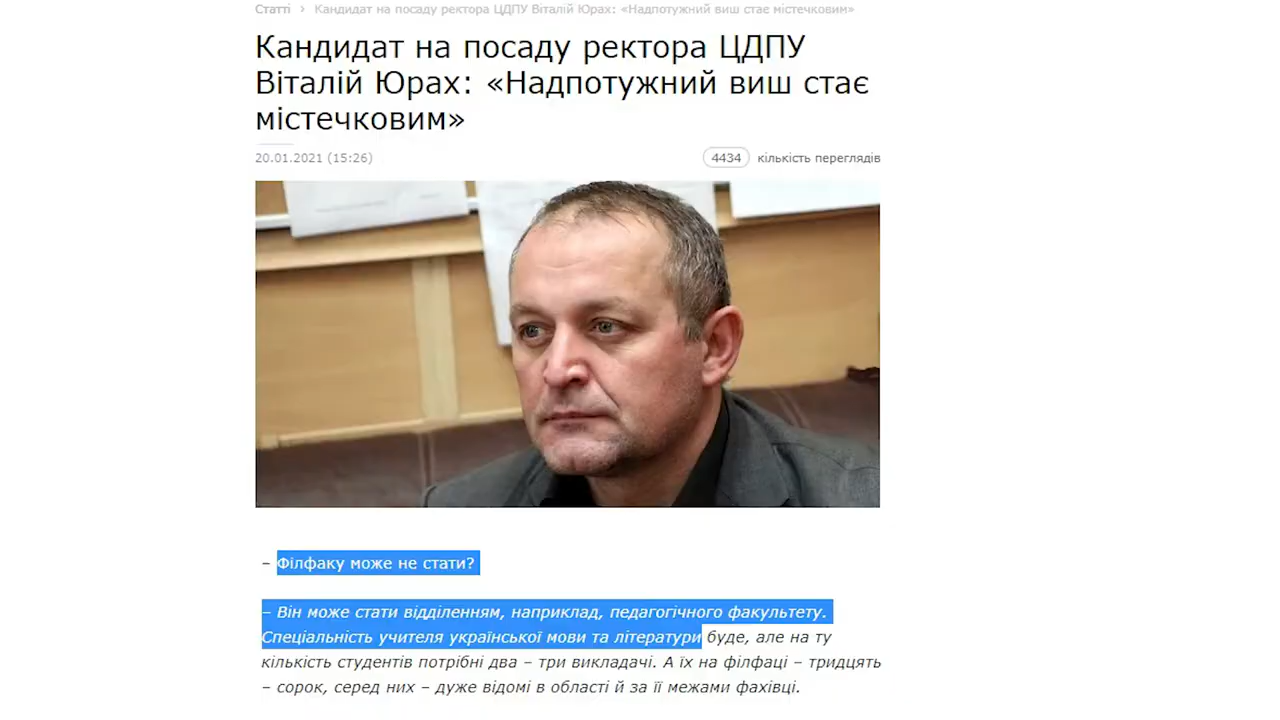 Статті › Кандидат на посаду ректора ЦДПУ Віталій Юрах: «Надпотужний виш стає містечковим»
Кандидат на посаду ректора ЦДПУ
Віталій Юрах: «Надпотужний виш стає
містечковим»
20.01.2021 (15:26)
4434 кількість переглядів
– Філфаку може не стати?
– Він може стати відділенням, наприклад, педагогічного факультету.
Спеціальність учителя української мови та літератури буде, але на ту
кількість студентів потрібні два – три викладачі. А їх на філфаці – тридцять
– сорок, серед них – дуже відомі в області й за її межами фахівці.